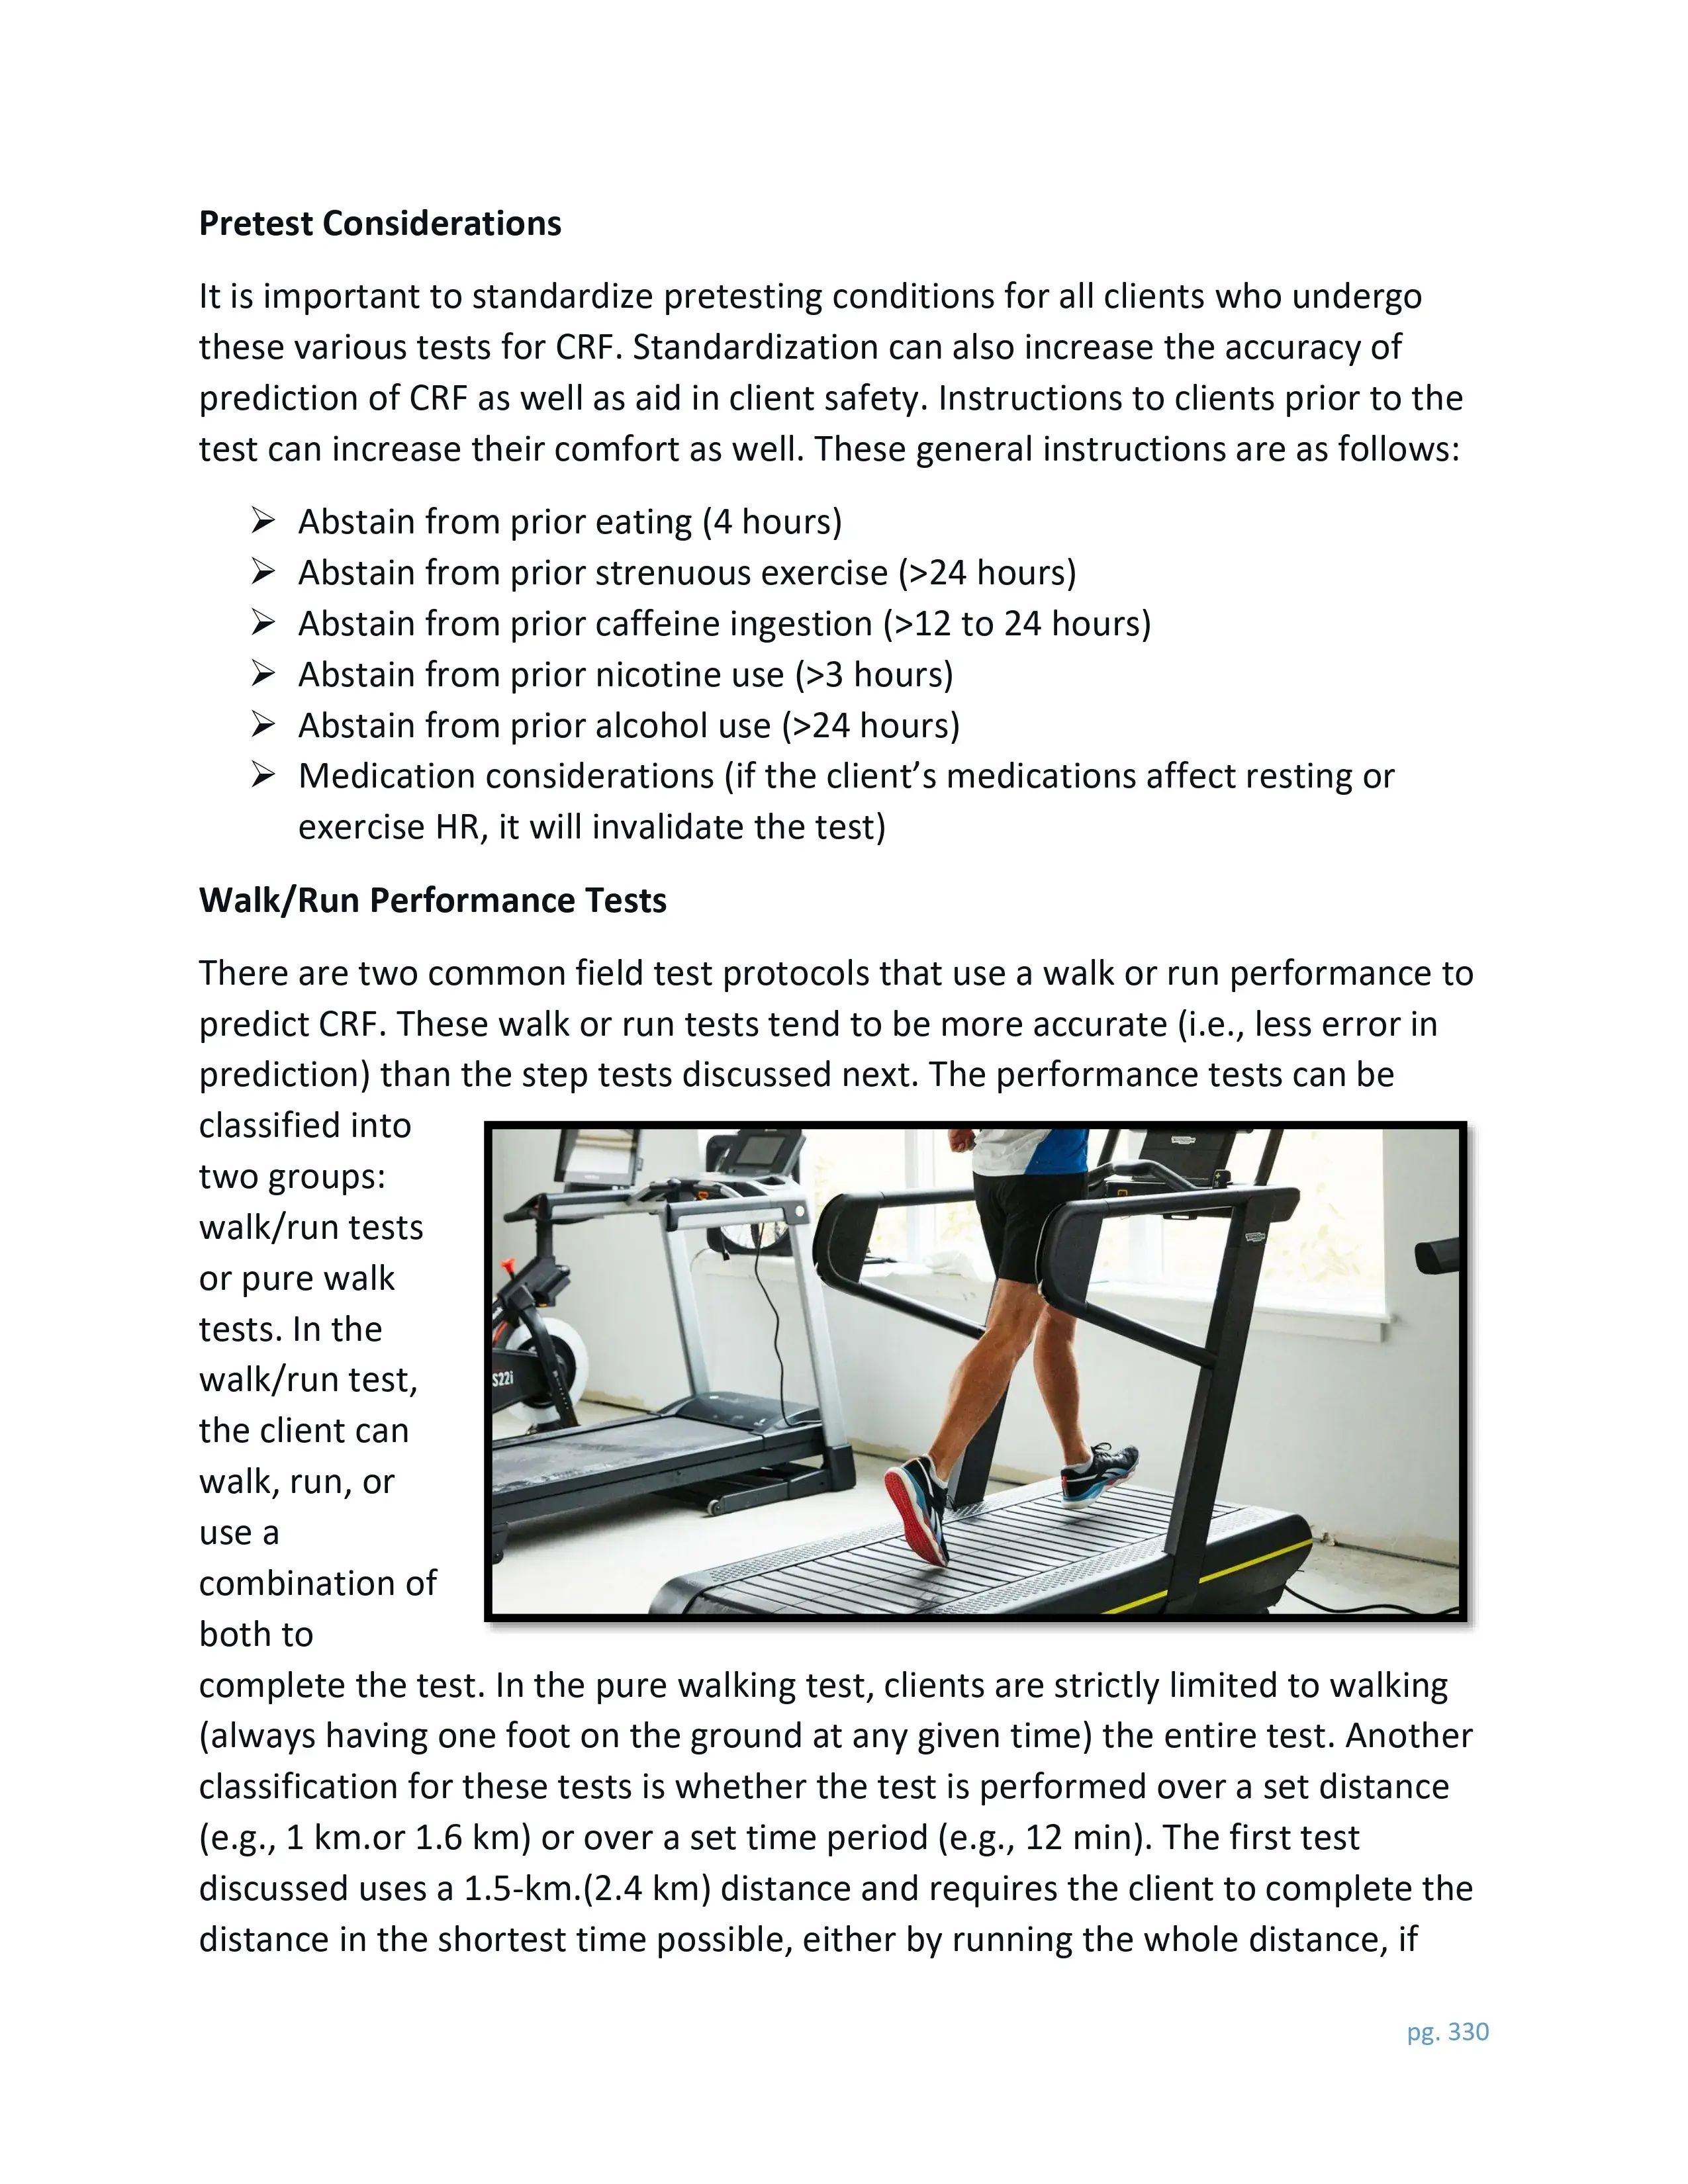 Pretest Considerations
It is important to standardize pretesting conditions for all clients who undergo
these various tests for CRF. Standardization can also increase the accuracy of
prediction of CRF as well as aid in client safety. Instructions to clients prior to the
test can increase their comfort as well. These general instructions are as follows:
➢ Abstain from prior eating (4 hours)
➢ Abstain from prior strenuous exercise (>24 hours)
➢ Abstain from prior caffeine ingestion (>12 to 24 hours)
➢ Abstain from prior nicotine use (>3 hours)
➢ Abstain from prior alcohol use (>24 hours)
➢ Medication considerations (if the client’s medications affect resting or
exercise HR, it will invalidate the test)
Walk/Run Performance Tests
There are two common field test protocols that use a walk or run performance to
predict CRF. These walk or run tests tend to be more accurate (i.e., less error in
prediction) than the step tests discussed next. The performance tests can be
classified into
two groups:
walk/run tests
or pure walk
tests. In the
walk/run test,
the client can
walk, run, or
use a
combination of
both to
S22i
complete the test. In the pure walking test, clients are strictly limited to walking
(always having one foot on the ground at any given time) the entire test. Another
classification for these tests is whether the test is performed over a set distance
(e.g., 1 km.or 1.6 km) or over a set time period (e.g., 12 min). The first test
discussed uses a 1.5-km.(2.4 km) distance and requires the client to complete the
distance in the shortest time possible, either by running the whole distance, if
pg. 330